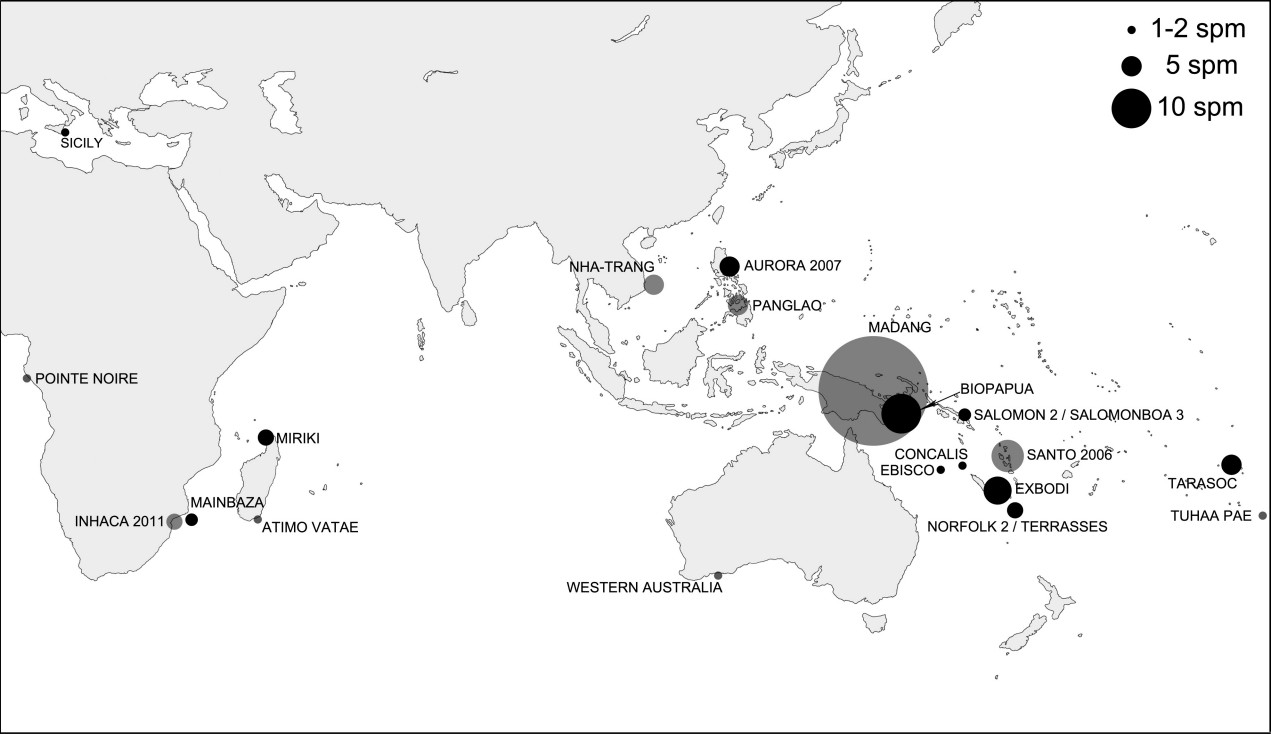 1-2 spm
5 spm
10 spm
SICILY
NHA-TRANG
AURORA 2007
PANGLAO
MADANG
POINTE NOIRE
BIOPAPUA
SALOMON 2 / SALOMONBOA 3
MIRIKI
CONCALIS
SANTO 2006
EBISCO
TARASOC
EXBODI
MAINBAZA
INHACA 2011
ATIMO VATAE
TUHAA PAE
NORFOLK 2 / TERRASSES
WESTERN AUSTRALIA